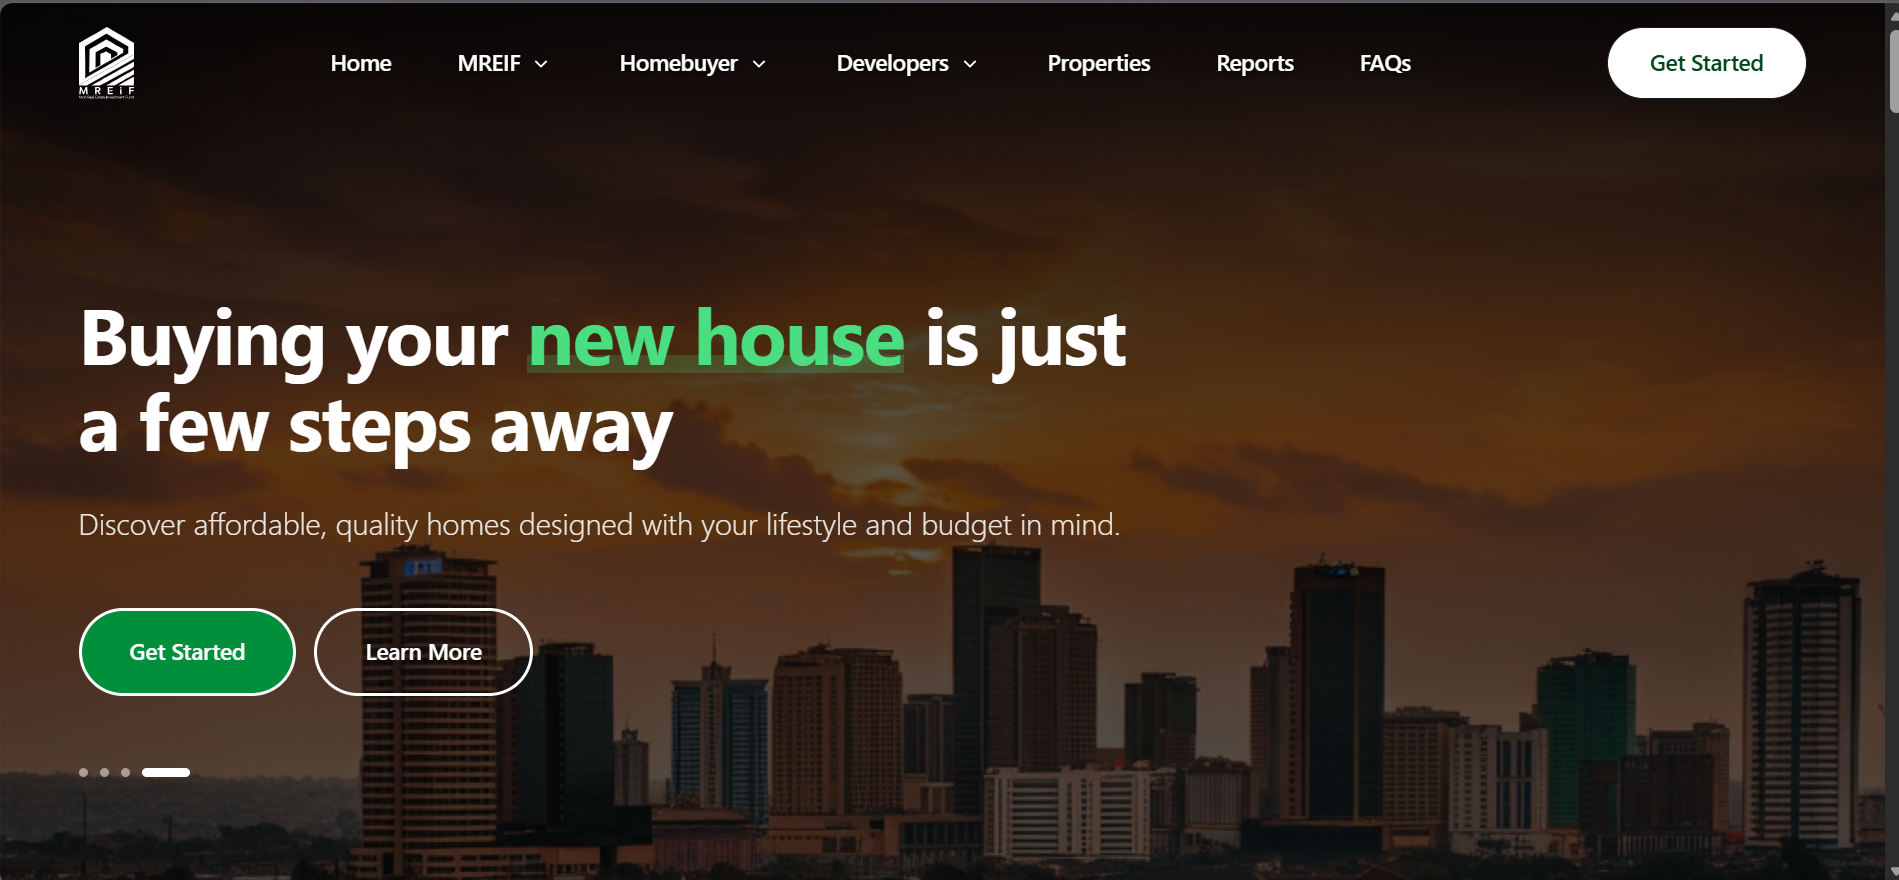 MREiF
Home
MREIF
Homebuyer
Developers
Properties
Reports
FAQs
Get Started
Buying your new house is just
a few steps away
Discover affordable, quality homes designed with your lifestyle and budget in mind.
Get Started
Learn More